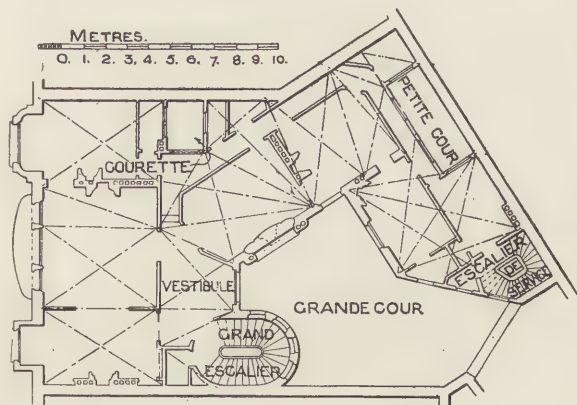 METRES.
0. 1. 2. 3. 4. 5. 6. 7. 8. 9. 10.
PETITE COUR
COURETTE
ESCALIER
DE
SERVICE
VESTIBULE
GRANDE COUR
GRAND
ESCALIER